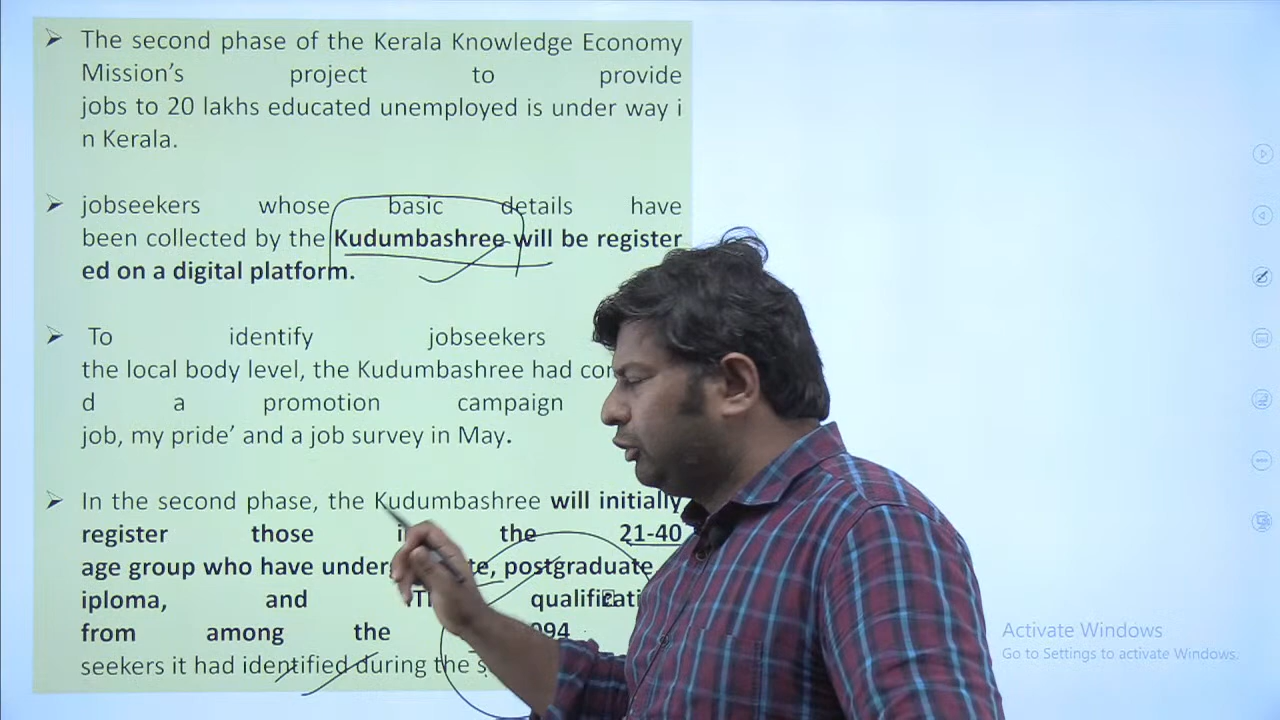 The second phase of the Kerala Knowledge Economy
Mission's project to provide
jobs to 20 lakhs educated unemployed is under way i
n Kerala.
jobseekers whose basic details have
been collected by the Kudumbashree will be register
ed on a digital platform.
To identify jobseekers
the local body level, the Kudumbashree had
d a promotion campaign
job, my pride' and a job survey in May.
In the second phase, the Kudumbashree will initially
register those the 21-40
age group who have postgraduate
iploma, and
from among the 094
seekers it had identified during the
Activate Windows
Go to Settings to activate Windows.